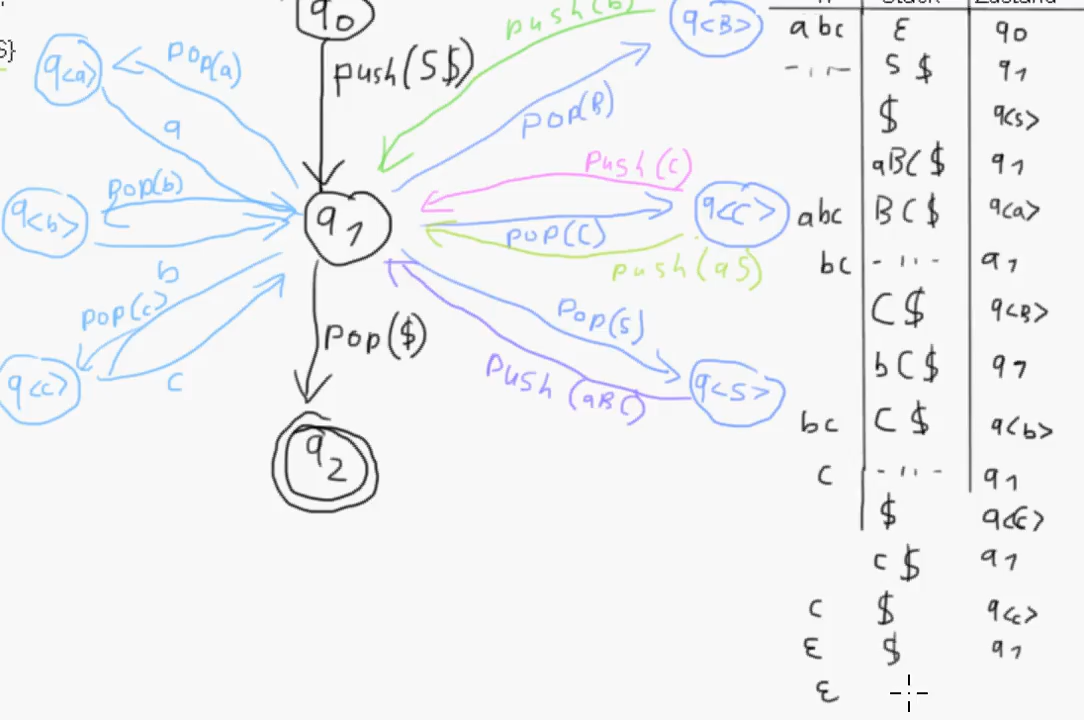 q0
push(b)
q<B>
Stack
Zustand
$}
pop(a)
q<a>
push(S$)
pop(B)
a
push(c)
pop(b)
q<b>
q1
q<C>
pop(C)
push(aS)
b
pop(c)
pop(S)
pop($)
q<c>
c
push(aBC)
q<S>
q2
abc ε q0
-"- S$ q1
$ q<S>
aBC$ q1
abc BC$ q<a>
bc -"- q1
C$ q<B>
bC$ q1
bc C$ q<b>
c -"- q1
$ q<C>
c$ q1
c $ q<c>
ε $ q1
ε